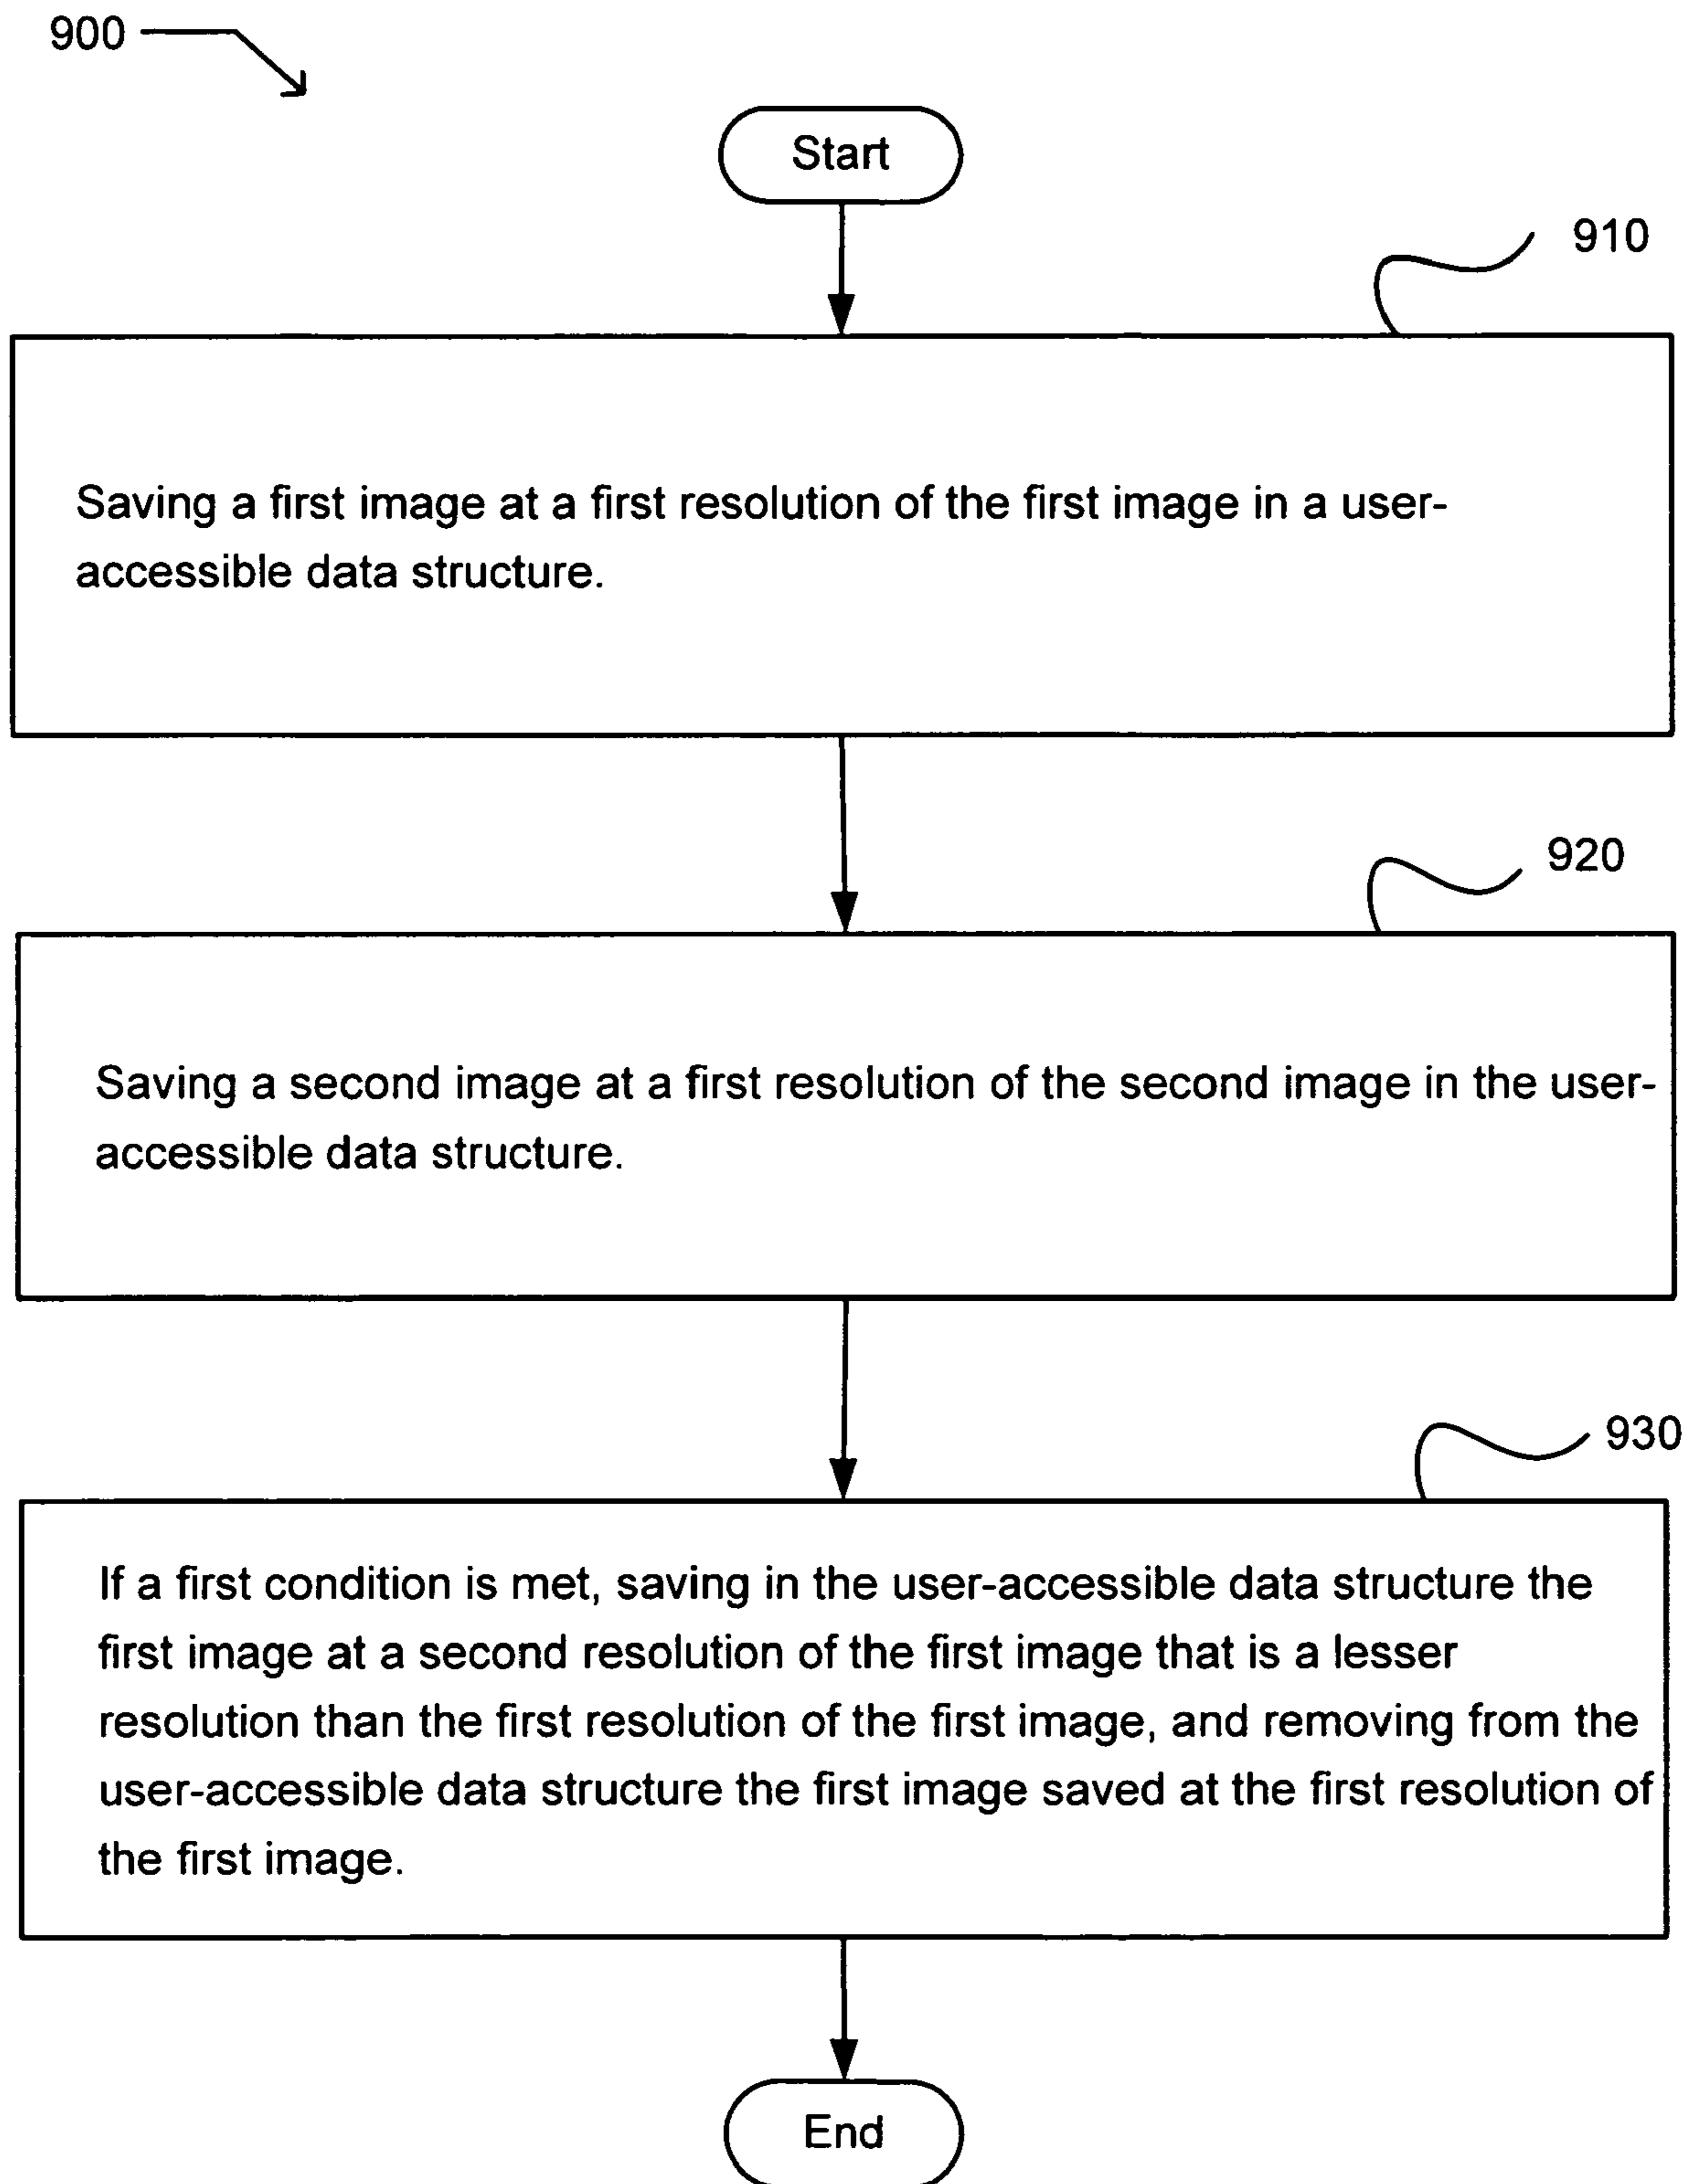 900
Start
910
Saving a first image at a first resolution of the first image in a user-
accessible data structure.
920
Saving a second image at a first resolution of the second image in the user-
accessible data structure.
930
If a first condition is met, saving in the user-accessible data structure the
first image at a second resolution of the first image that is a lesser
resolution than the first resolution of the first image, and removing from the
user-accessible data structure the first image saved at the first resolution of
the first image.
End